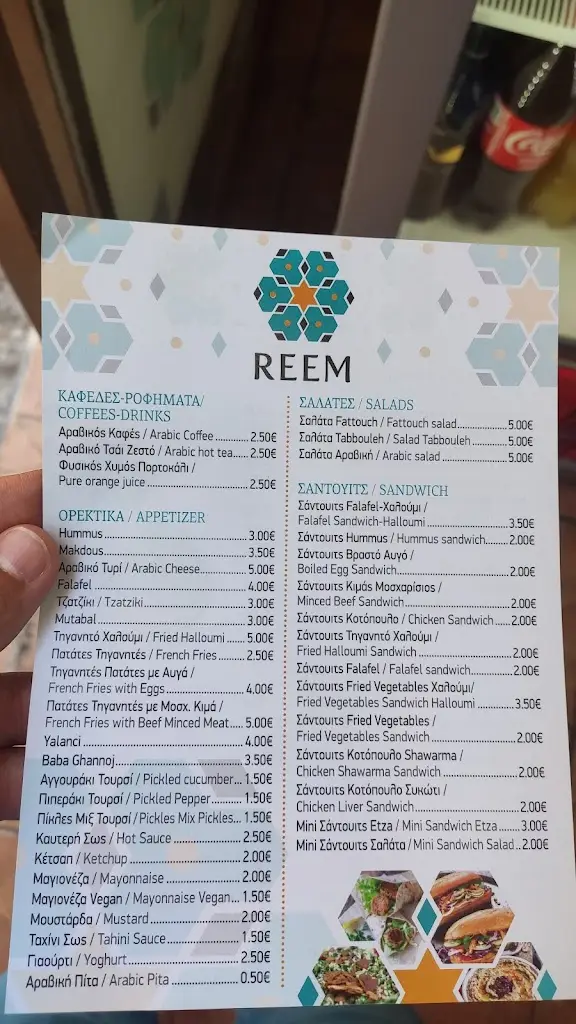 REEM
ΚΑΦΕΔΕΣ-ΡΟΦΗΜΑΤΑ/
COFFEES-DRINKS
Αραβικός Καφές / Arabic Coffee ............ 2.50€
Αραβικό Τσάι Ζεστό / Arabic hot tea..... 2.50€
Φυσικός Χυμός Πορτοκάλι /
Pure orange juice ............ 2.50€
ΟΡΕΚΤΙΚΑ / APPETIZER
Hummus ............ 3.00€
Makdous ............ 3.50€
Αραβικό Τυρί / Arabic Cheese ............ 5.00€
Falafel ............ 4.00€
Τζατζίκι / Tzatziki ............ 3.00€
Mutabal ............ 3.00€
Τηγανητό Χαλούμι / Fried Halloumi ..... 5.00€
Πατάτες Τηγανητές / French Fries ..... 2.50€
Τηγανητές Πατάτες με Αυγά /
French Fries with Eggs ............ 4.00€
Πατάτες Τηγανητές με Μοσχ. Κιμά /
French Fries with Beef Minced Meat ..... 5.00€
Yalanci ............ 4.00€
Baba Ghannoj ............ 3.50€
Αγγουράκι Τουρσί / Pickled cucumber... 1.50€
Πιπεράκι Τουρσί / Pickled Pepper ..... 1.50€
Πίκλες Μιξ Τουρσί / Pickles Mix Pickles... 1.50€
Καυτερή Σως / Hot Sauce ............ 2.50€
Κέτσαπ / Ketchup ............ 2.00€
Μαγιονέζα / Mayonnaise ............ 2.00€
Μαγιονέζα Vegan / Mayonnaise Vegan... 1.50€
Μουστάρδα / Mustard ............ 2.00€
Ταχίνι Σως / Tahini Sauce ............ 1.50€
Γιαούρτι / Yoghurt ............ 2.50€
Αραβική Πίτα / Arabic Pita ............ 0.50€
ΣΑΛΑΤΕΣ / SALADS
Σαλάτα Fattouch / Fattouch salad ............ 5.00€
Σαλάτα Tabbouleh / Salad Tabbouleh ..... 5.00€
Σαλάτα Αραβική / Arabic salad ............ 5.00€
ΣΑΝΤΟΥΙΤΣ / SANDWICH
Σάντουιτς Falafel-Χαλούμι /
Falafel Sandwich-Halloumi ............ 3.50€
Σάντουιτς Hummus / Hummus sandwich ..... 2.00€
Σάντουιτς Βραστό Αυγό /
Boiled Egg Sandwich ............ 2.00€
Σάντουιτς Κιμάς Μοσχαρίσιος /
Minced Beef Sandwich ............ 2.00€
Σάντουιτς Κοτόπουλο / Chicken Sandwich ..... 2.00€
Σάντουιτς Τηγανητό Χαλούμι /
Fried Halloumi Sandwich ............ 2.00€
Σάντουιτς Falafel / Falafel sandwich ............ 2.00€
Σάντουιτς Fried Vegetables Χαλούμι/
Fried Vegetables Sandwich Halloumi ............ 3.50€
Σάντουιτς Fried Vegetables /
Fried Vegetables Sandwich ............ 2.00€
Σάντουιτς Κοτόπουλο Shawarma /
Chicken Shawarma Sandwich ............ 2.00€
Σάντουιτς Κοτόπουλο Συκώτι /
Chicken Liver Sandwich ............ 2.00€
Mini Σάντουιτς Etza / Mini Sandwich Etza ....... 3.00€
Mini Σάντουιτς Σαλάτα / Mini Sandwich Salad.. 2.00€